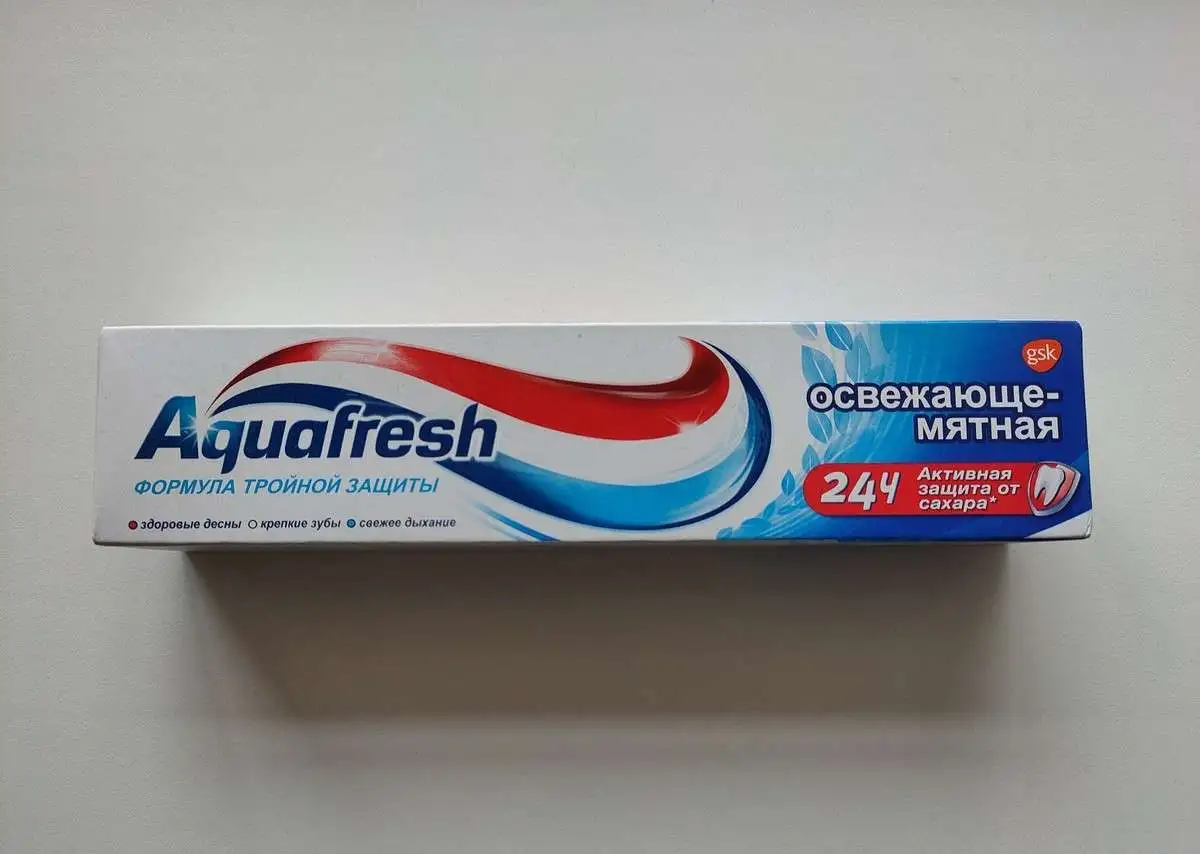 Aquafresh
ФОРМУЛА ТРОЙНОЙ ЗАЩИТЫ
здоровые десны крепкие зубы свежее дыхание
gsk
освежающе-
мятная
24Ч
Активная
защита от
сахара*